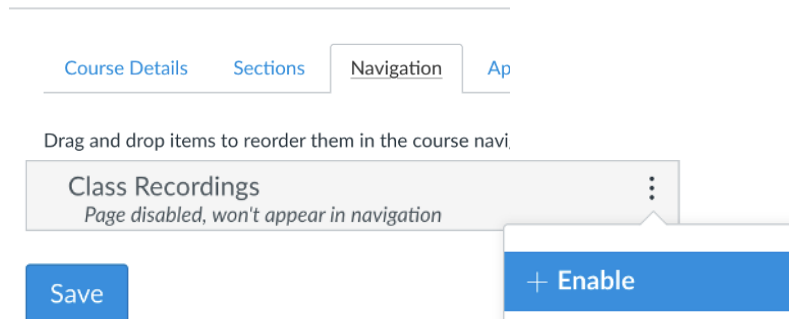 Course Details Sections Navigation Ap
Drag and drop items to reorder them in the course navi
Class Recordings
Page disabled, won't appear in navigation
+ Enable
Save